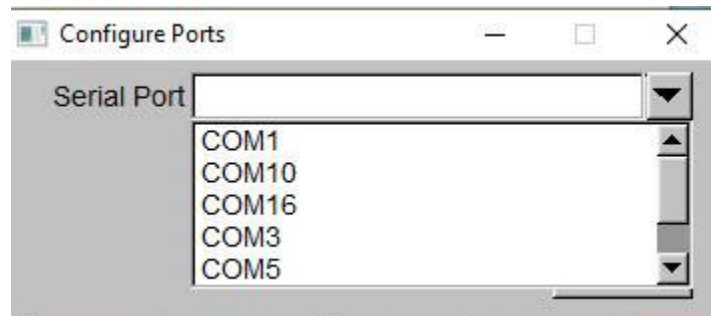 Configure Ports
Serial Port
COM1
COM10
COM16
COM3
COM5